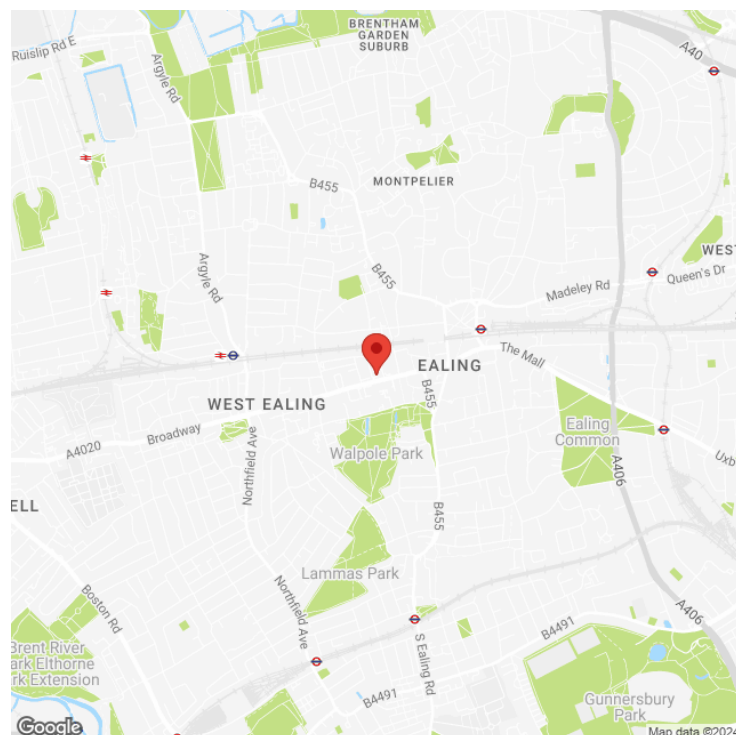 BRENTHAM
GARDEN
SUBURB
Ruislip Rd E
A40
Argyle Rd
B455
MONTPELIER
WEST
Argyle Rd
B455
Queen's Dr
Madeley Rd
The Mall
EALING
B455
WEST EALING
Broadway
A4020
Northfield Ave
Walpole Park
Ealing
Common
Uxb
A406
ELL
B455
Lammas Park
Boston Rd
Northfield Ave
A406
B4491
S Ealing Rd
Brent River
ark Elthorne
rk Extension
B4491
Gunnersbury
Park
Google
Map data ©2024